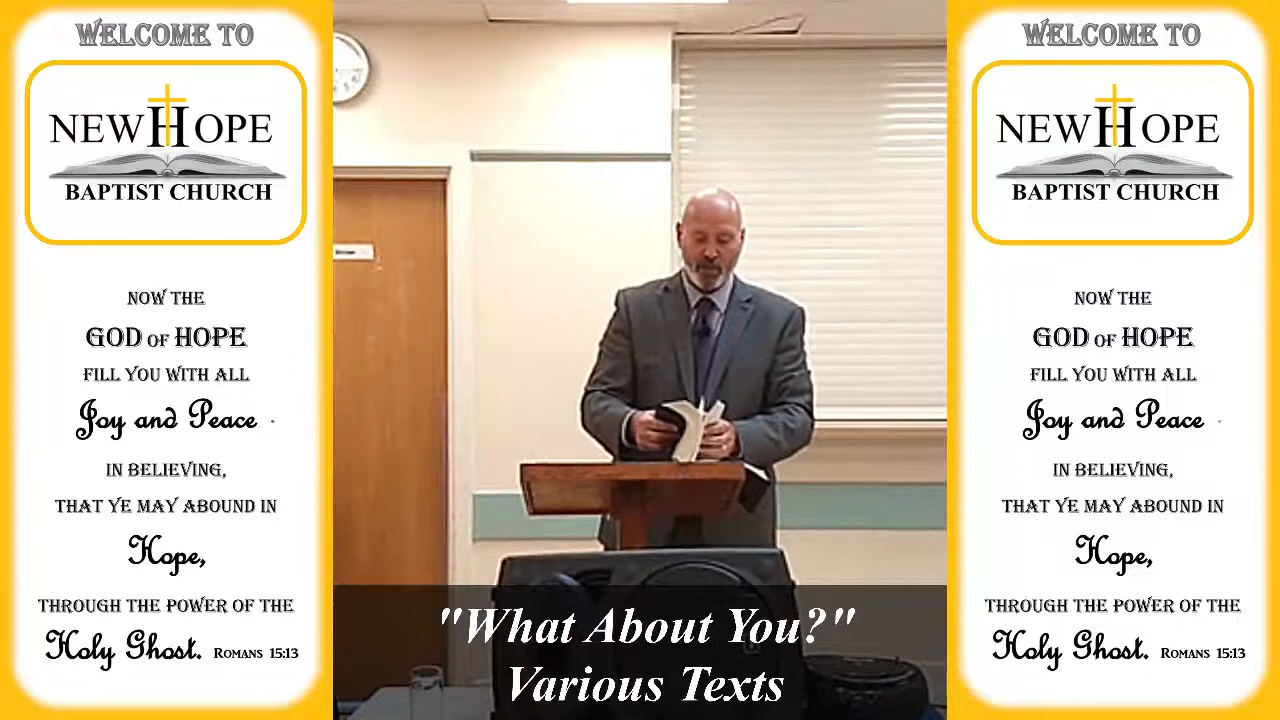 WELCOME TO
NEW HOPE
BAPTIST CHURCH
NOW THE
GOD OF HOPE
FILL YOU WITH ALL
Joy and Peace
IN BELIEVING,
THAT YE MAY ABOUND IN
Hope,
THROUGH THE POWER OF THE
Holy Ghost. ROMANS 15:13
"What About You?"
Various Texts
WELCOME TO
NEW HOPE
BAPTIST CHURCH
NOW THE
GOD OF HOPE
FILL YOU WITH ALL
Joy and Peace
IN BELIEVING,
THAT YE MAY ABOUND IN
Hope,
THROUGH THE POWER OF THE
Holy Ghost. ROMANS 15:13